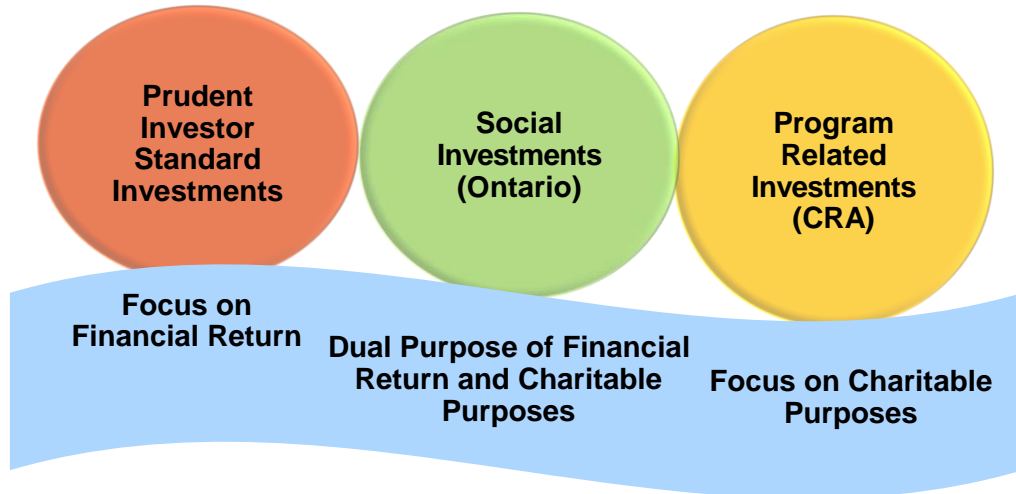 Prudent
Investor
Standard
Investments
Social
Investments
(Ontario)
Program
Related
Investments
(CRA)
Focus on
Financial Return
Dual Purpose of Financial
Return and Charitable
Purposes
Focus on Charitable
Purposes